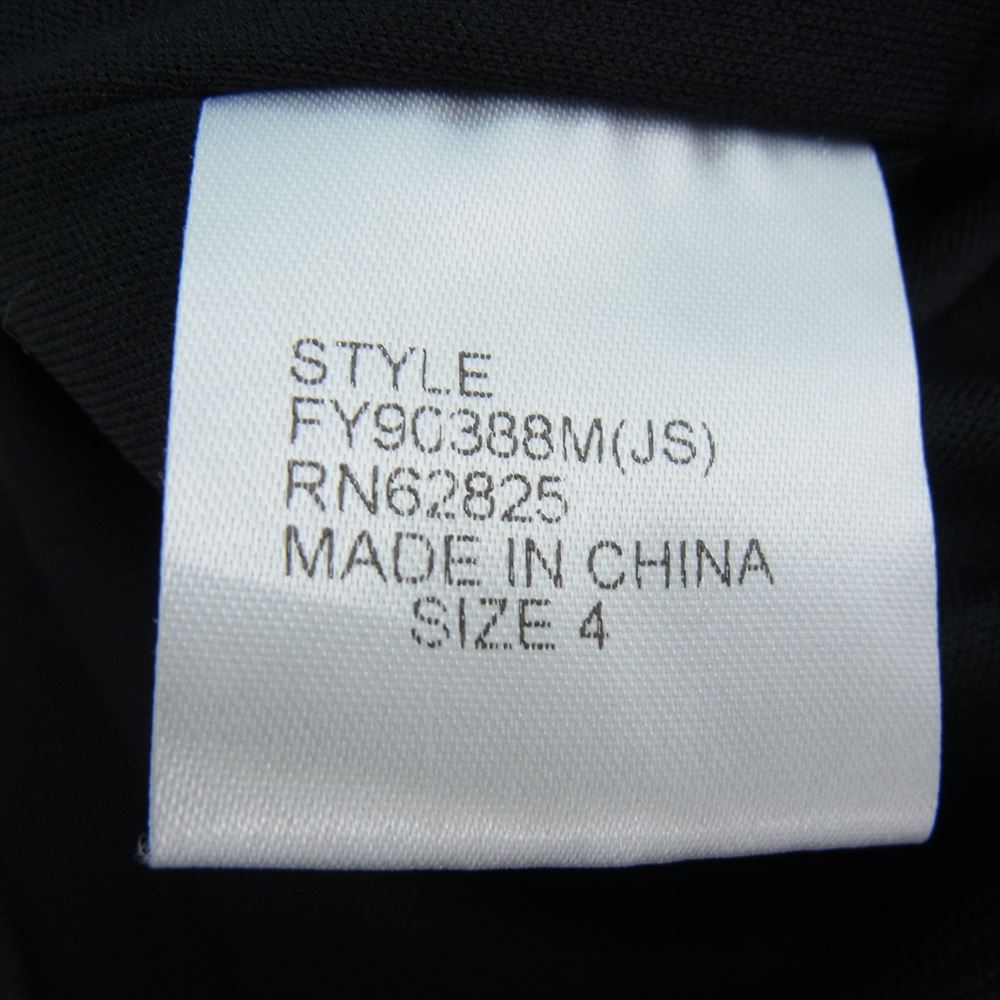 STYLE
FY90388M(JS)
RN62825
MADE IN CHINA
SIZE 4